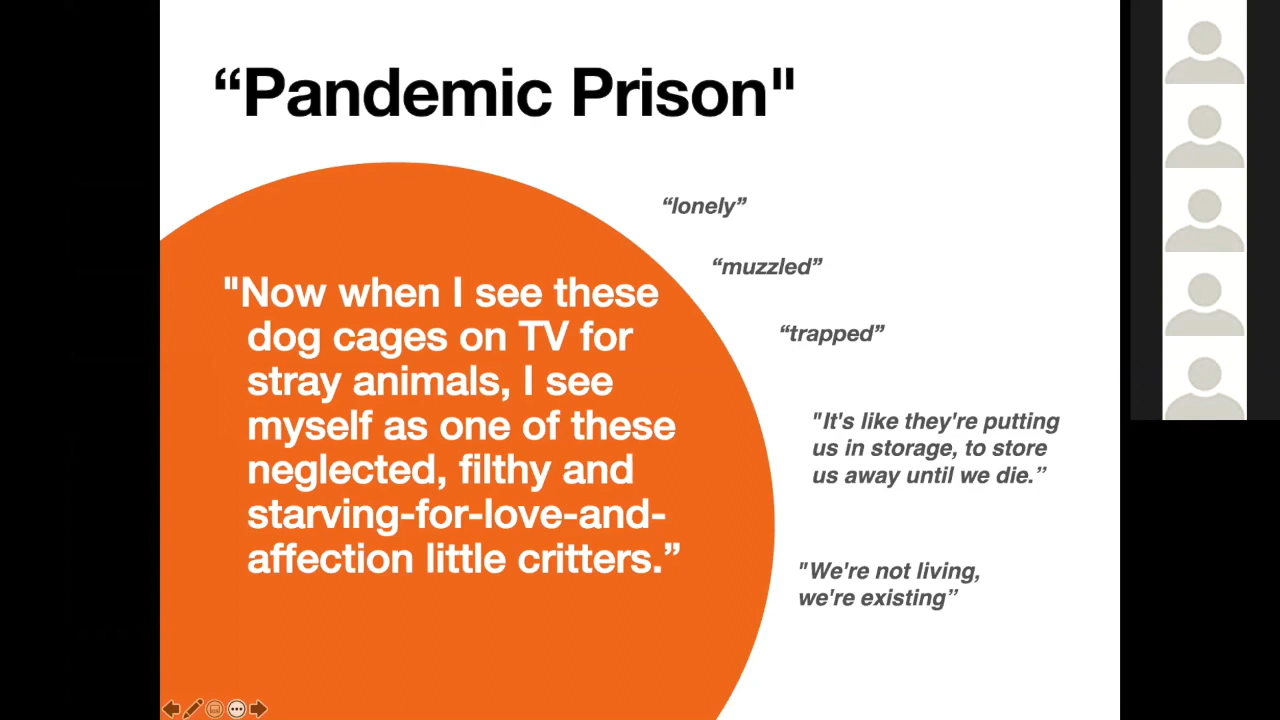 “Pandemic Prison"
“lonely”
“muzzled”
"Now when I see these
dog cages on TV for
stray animals, I see
myself as one of these
neglected, filthy and
starving-for-love-and-
affection little critters.”
“trapped”
"It's like they're putting
us in storage, to store
us away until we die.”
"We're not living,
we're existing”